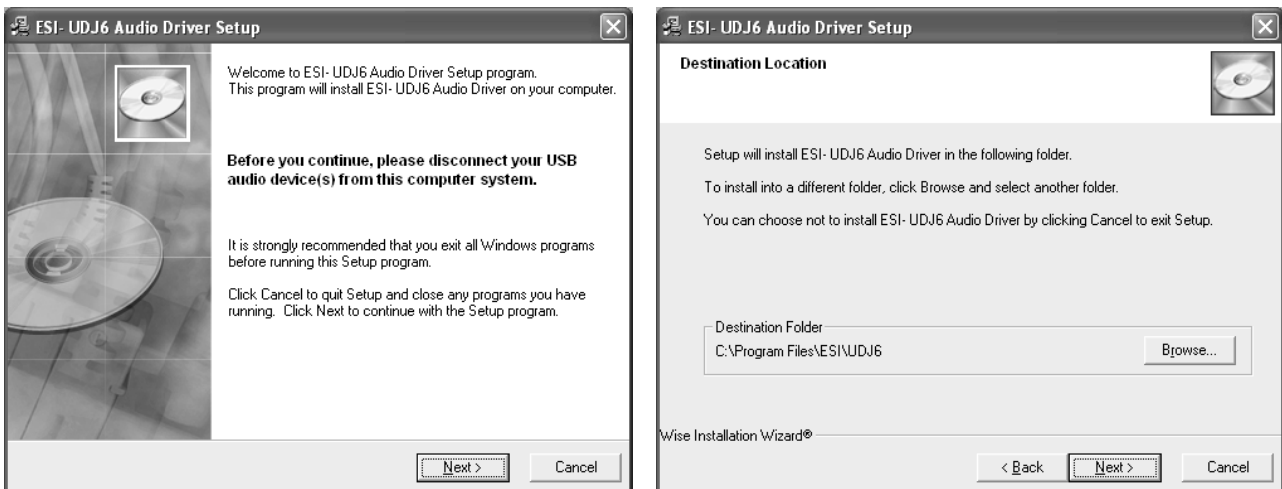 ESI- UDJ6 Audio Driver Setup
Welcome to ESI- UDJ6 Audio Driver Setup program.
This program will install ESI- UDJ6 Audio Driver on your computer.
Before you continue, please disconnect your USB
audio device(s) from this computer system.
It is strongly recommended that you exit all Windows programs
before running this Setup program.
Click Cancel to quit Setup and close any programs you have
running. Click Next to continue with the Setup program.
Next >
Cancel
ESI- UDJ6 Audio Driver Setup
Destination Location
Setup will install ESI- UDJ6 Audio Driver in the following folder.
To install into a different folder, click Browse and select another folder.
You can choose not to install ESI- UDJ6 Audio Driver by clicking Cancel to exit Setup.
Destination Folder
C:\Program Files\ESI\UDJ6
Browse...
Wise Installation Wizard®
< Back
Next >
Cancel